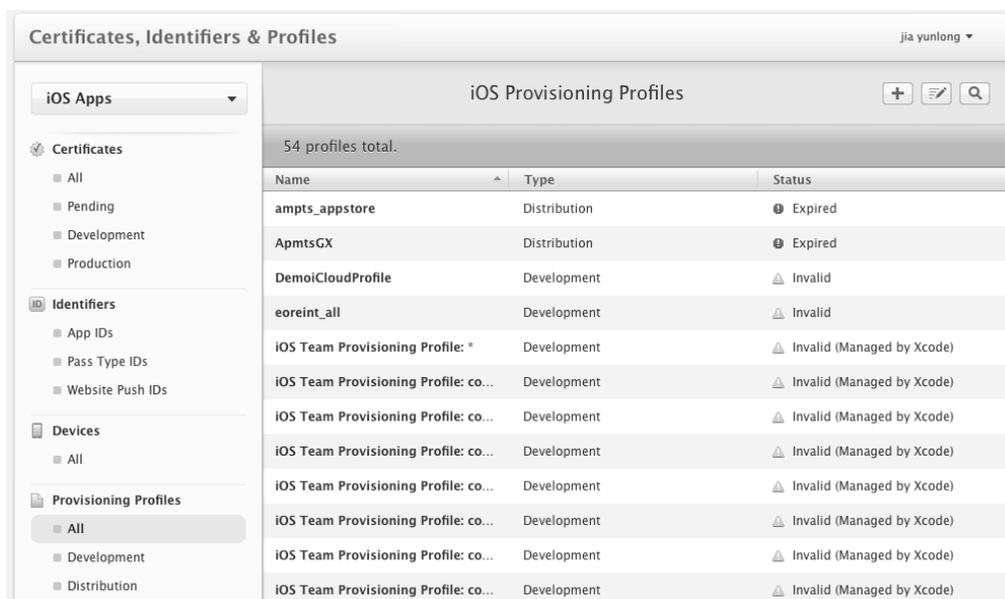 Certificates, Identifiers & Profiles
jia yunlong
iOS Apps
Certificates
All
Pending
Development
Production
ID Identifiers
App IDs
Pass Type IDs
Website Push IDs
Devices
All
Provisioning Profiles
All
Development
Distribution
iOS Provisioning Profiles
54 profiles total.
Name Type Status
ampts_appstore Distribution Expired
ApmtsGX Distribution Expired
DemoiCloudProfile Development Invalid
eoreint_all Development Invalid
iOS Team Provisioning Profile: * Development Invalid (Managed by Xcode)
iOS Team Provisioning Profile: co... Development Invalid (Managed by Xcode)
iOS Team Provisioning Profile: co... Development Invalid (Managed by Xcode)
iOS Team Provisioning Profile: co... Development Invalid (Managed by Xcode)
iOS Team Provisioning Profile: co... Development Invalid (Managed by Xcode)
iOS Team Provisioning Profile: co... Development Invalid (Managed by Xcode)
iOS Team Provisioning Profile: co... Development Invalid (Managed by Xcode)
iOS Team Provisioning Profile: co... Development Invalid (Managed by Xcode)